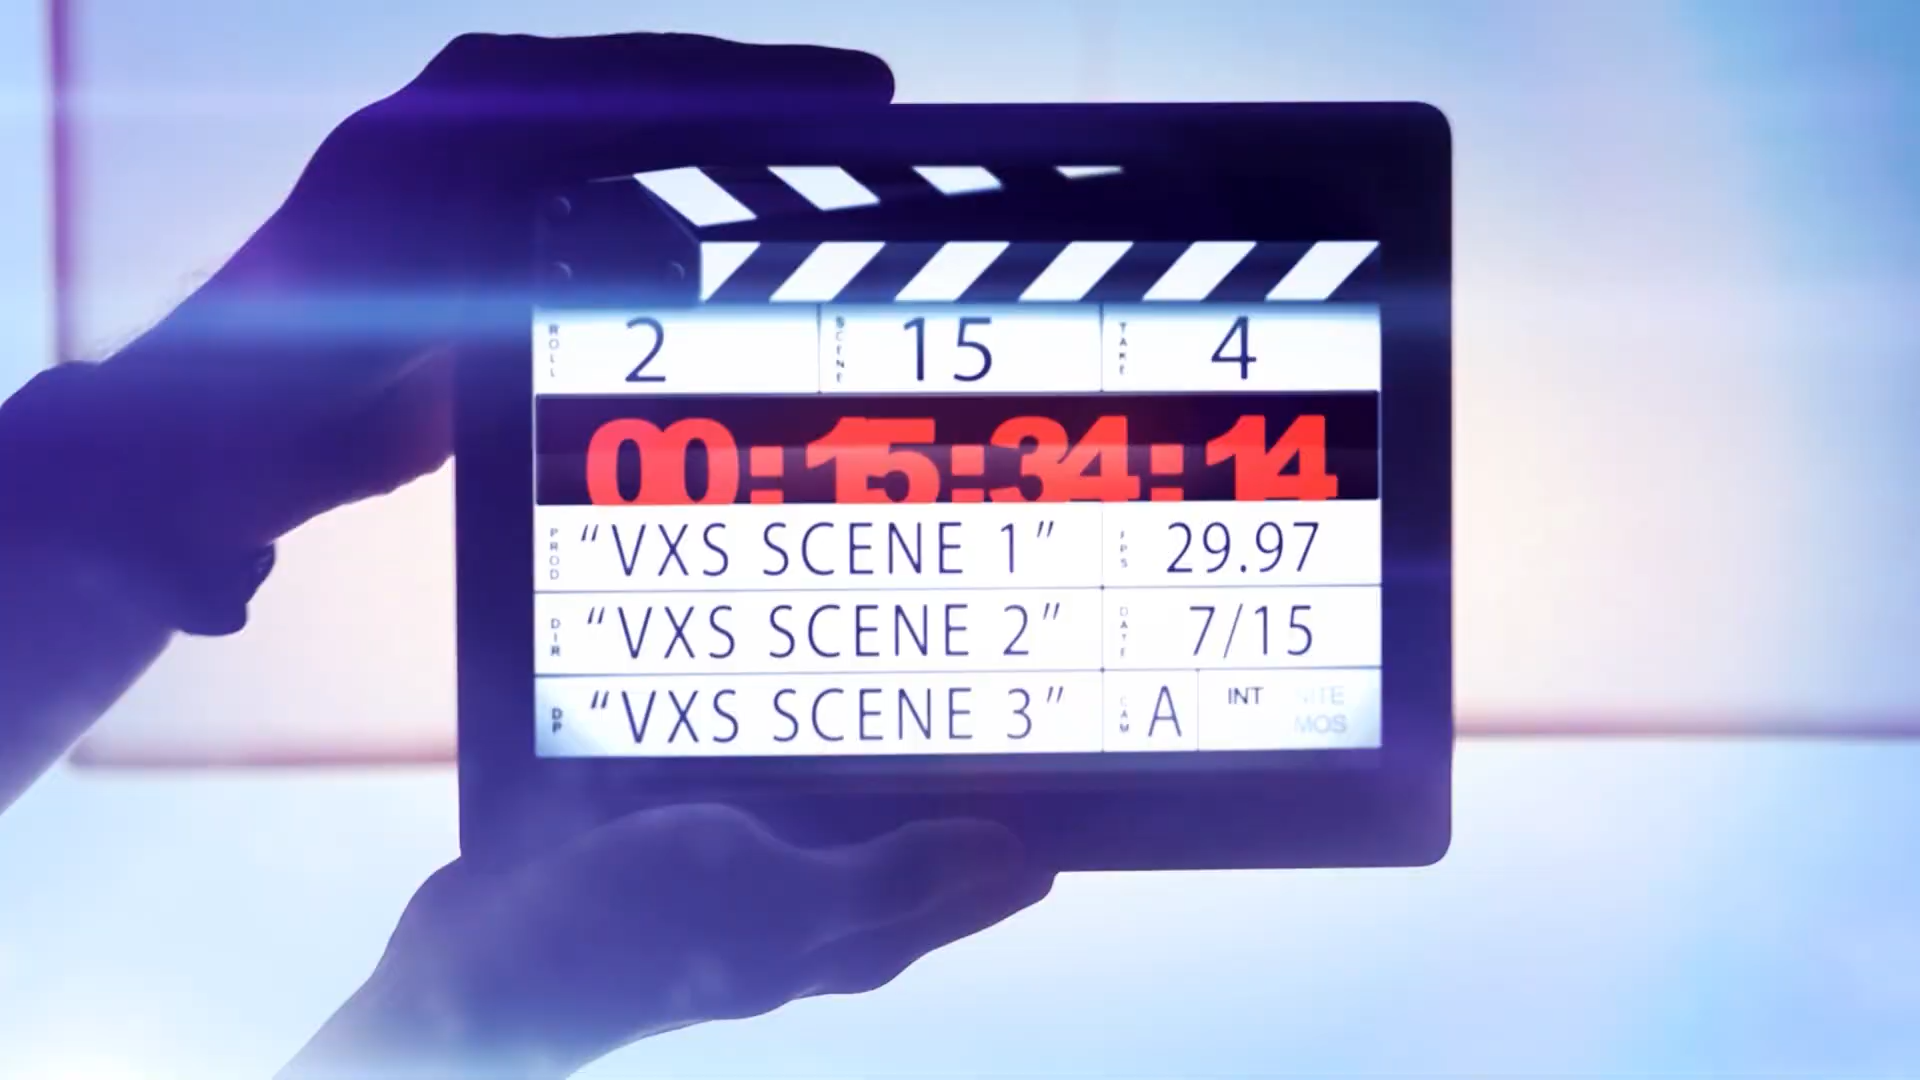 ROLL 2 SCENE 15 TAKE 4
00:15:34:14
PROD “VXS SCENE 1” FPS 29.97
DIR “VXS SCENE 2” DATE 7/15
DP “VXS SCENE 3” CAM A INT NITE
MOS